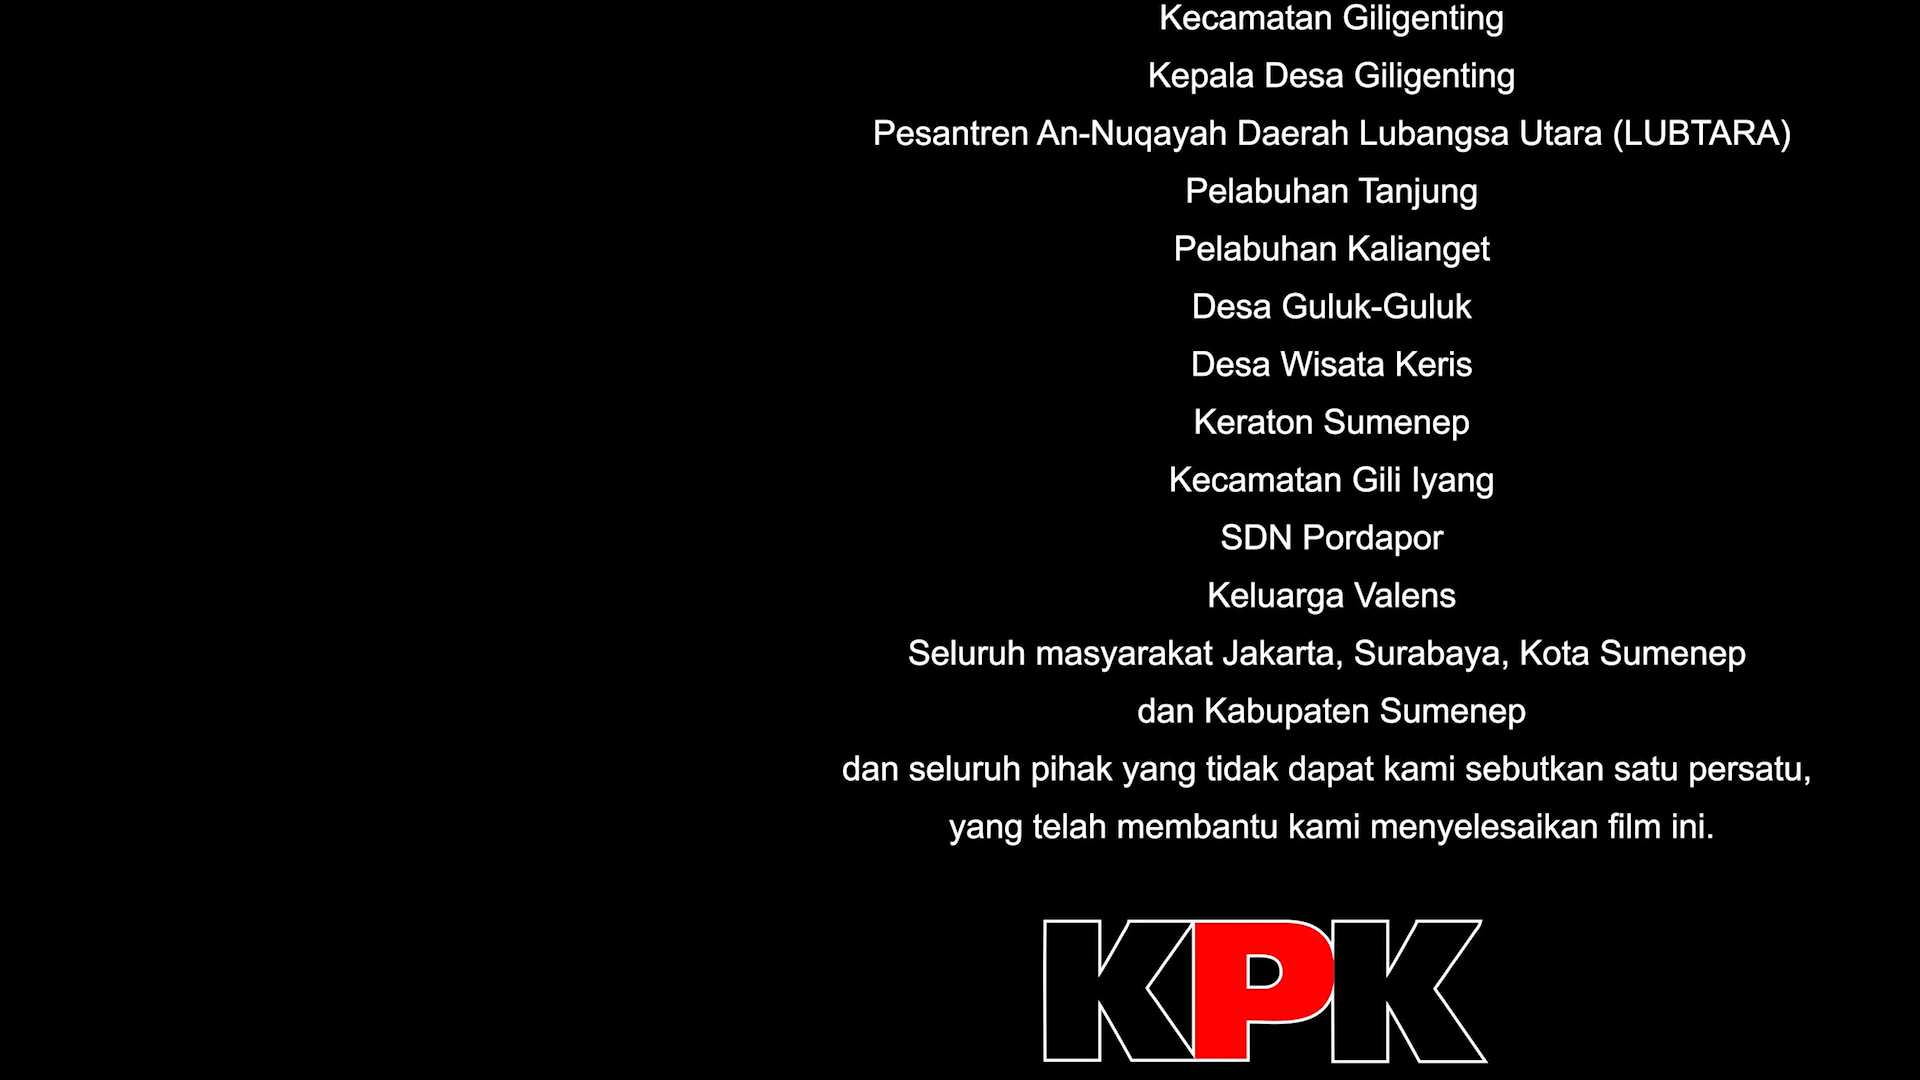 Kecamatan Giligenting
Kepala Desa Giligenting
Pesantren An-Nuqayah Daerah Lubangsa Utara (LUBTARA)
Pelabuhan Tanjung
Pelabuhan Kalianget
Desa Guluk-Guluk
Desa Wisata Keris
Keraton Sumenep
Kecamatan Gili Iyang
SDN Pordapor
Keluarga Valens
Seluruh masyarakat Jakarta, Surabaya, Kota Sumenep
dan Kabupaten Sumenep
dan seluruh pihak yang tidak dapat kami sebutkan satu persatu,
yang telah membantu kami menyelesaikan film ini.
KPK